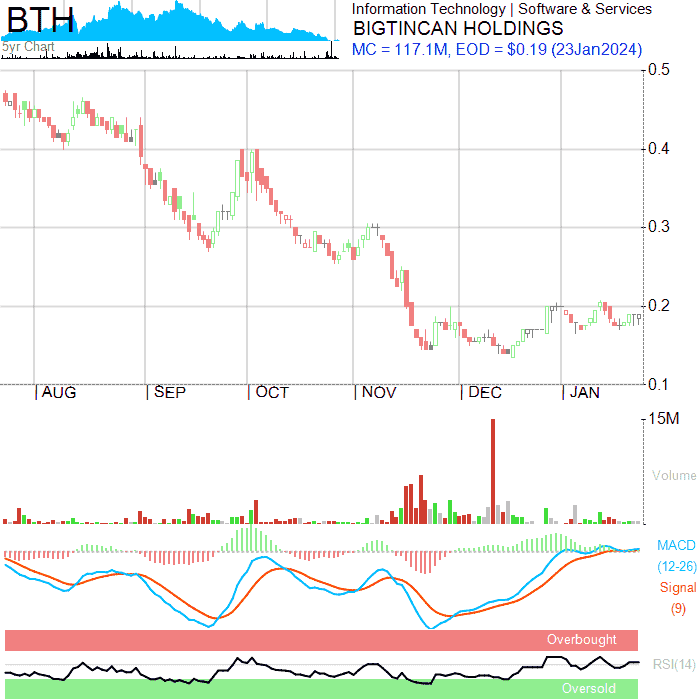 BTH
5yr Chart
Information Technology | Software & Services
BIGTINCAN HOLDINGS
MC = 117.1M, EOD = $0.19 (23Jan2024)
0.5
0.4
0.3
0.2
0.1
AUG SEP OCT NOV DEC JAN
15M
Volume
MACD
(12-26)
Signal
(9)
Overbought
RSI(14)
Oversold